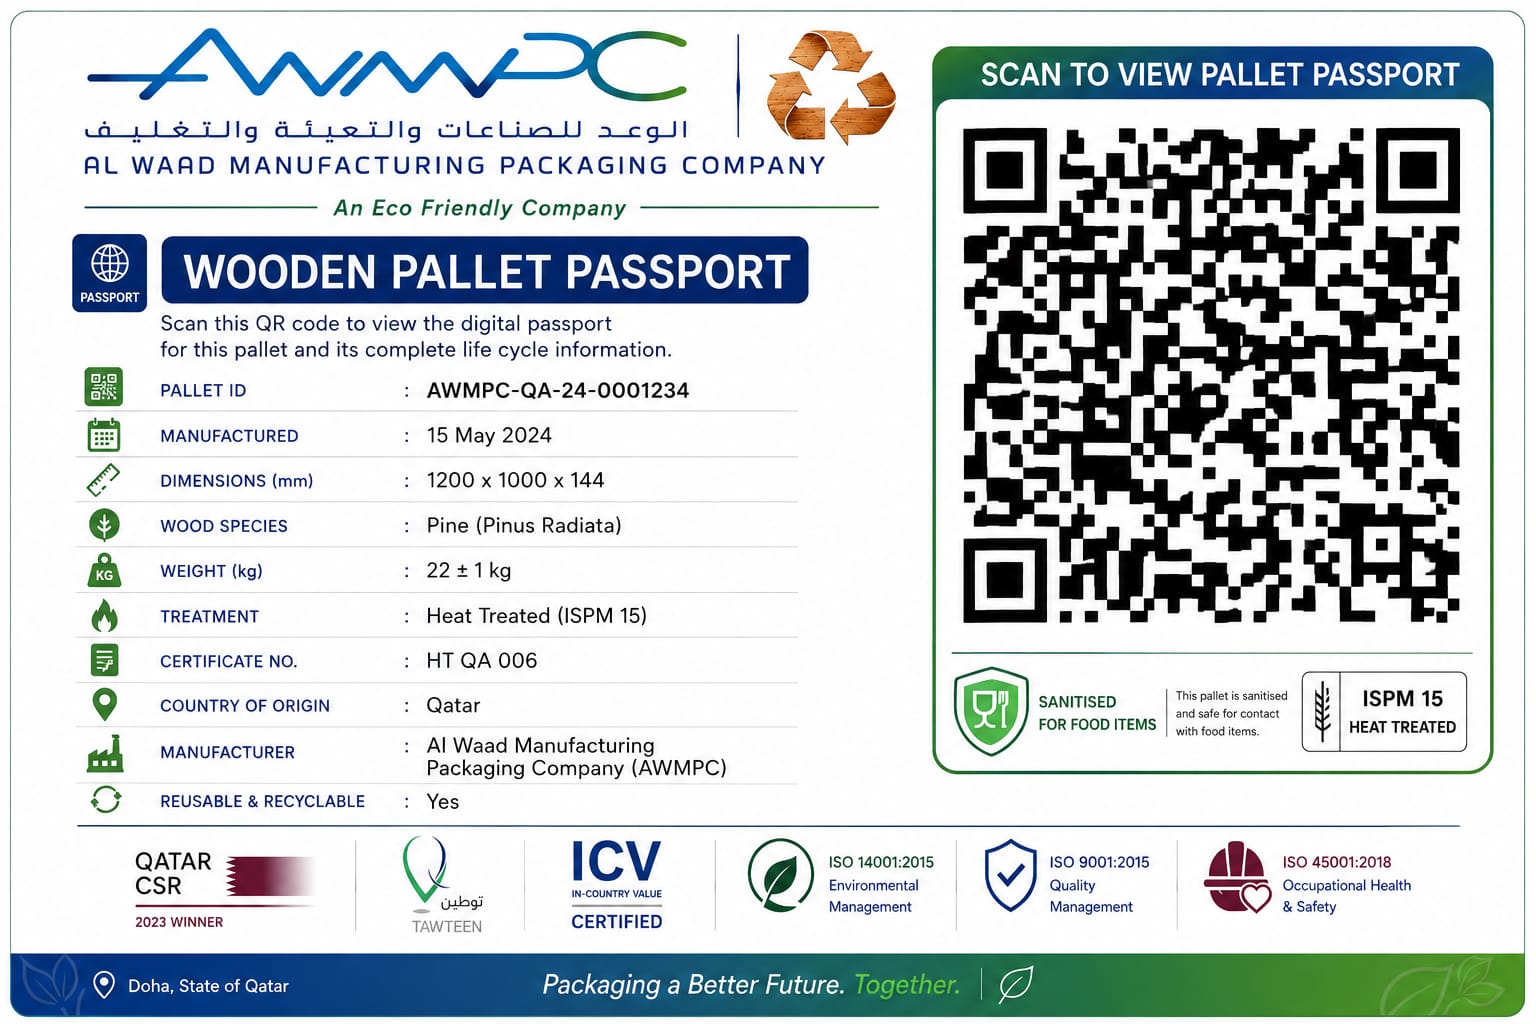 AWMPC
الوعد للصناعات والتعبئة والتغليف
AL WAAD MANUFACTURING PACKAGING COMPANY
An Eco Friendly Company
PASSPORT
WOODEN PALLET PASSPORT
Scan this QR code to view the digital passport
for this pallet and its complete life cycle information.
PALLET ID : AWMPC-QA-24-0001234
MANUFACTURED : 15 May 2024
DIMENSIONS (mm) : 1200 x 1000 x 144
WOOD SPECIES : Pine (Pinus Radiata)
KG
WEIGHT (kg) : 22 ± 1 kg
TREATMENT : Heat Treated (ISPM 15)
CERTIFICATE NO. : HT QA 006
COUNTRY OF ORIGIN : Qatar
MANUFACTURER : Al Waad Manufacturing
Packaging Company (AWMPC)
REUSABLE & RECYCLABLE : Yes
SCAN TO VIEW PALLET PASSPORT
SANITISED
FOR FOOD ITEMS
This pallet is sanitised
and safe for contact
with food items.
ISPM 15
HEAT TREATED
QATAR
CSR
2023 WINNER
توطين
TAWTEEN
ICV
IN-COUNTRY VALUE
CERTIFIED
ISO 14001:2015
Environmental
Management
ISO 9001:2015
Quality
Management
ISO 45001:2018
Occupational Health
& Safety
Doha, State of Qatar
Packaging a Better Future. Together.